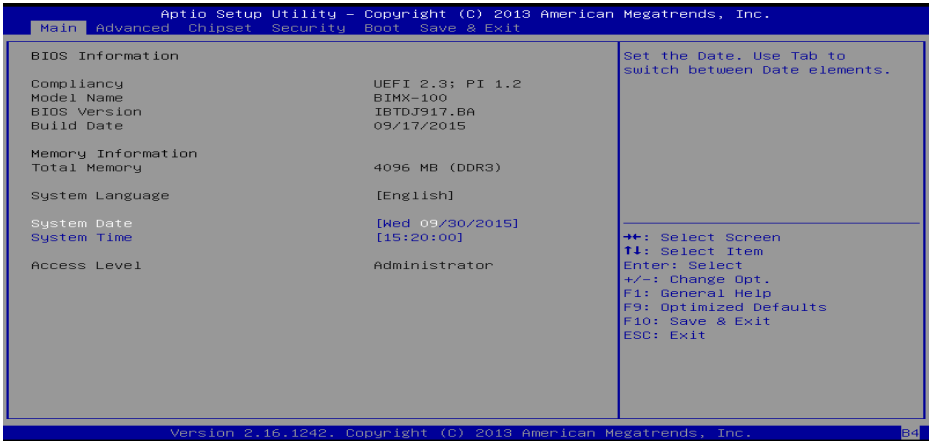 Aptio Setup Utility – Copyright (C) 2013 American Megatrends, Inc.
Main Advanced Chipset Security Boot Save & Exit
BIOS Information
Compliancy UEFI 2.3; PI 1.2
Model Name BIMX-100
BIOS Version IBTDJ917.BA
Build Date 09/17/2015
Memory Information
Total Memory 4096 MB (DDR3)
System Language [English]
System Date [Wed 09/30/2015]
System Time [15:20:00]
Access Level Administrator
Set the Date. Use Tab to
switch between Date elements.
→←: Select Screen
↑↓: Select Item
Enter: Select
+/-: Change Opt.
F1: General Help
F9: Optimized Defaults
F10: Save & Exit
ESC: Exit
Version 2.16.1242. Copyright (C) 2013 American Megatrends, Inc.
B4